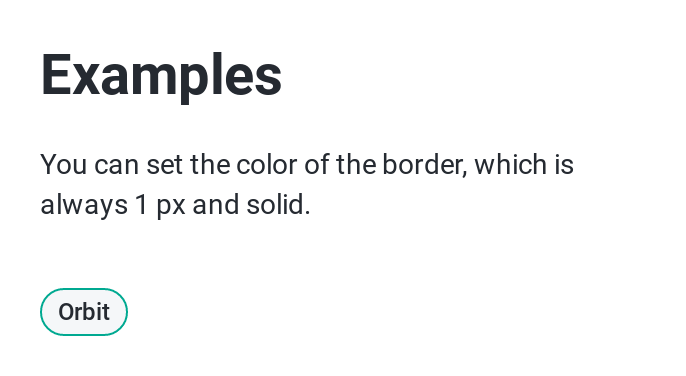 Examples
You can set the color of the border, which is
always 1 px and solid.
Orbit